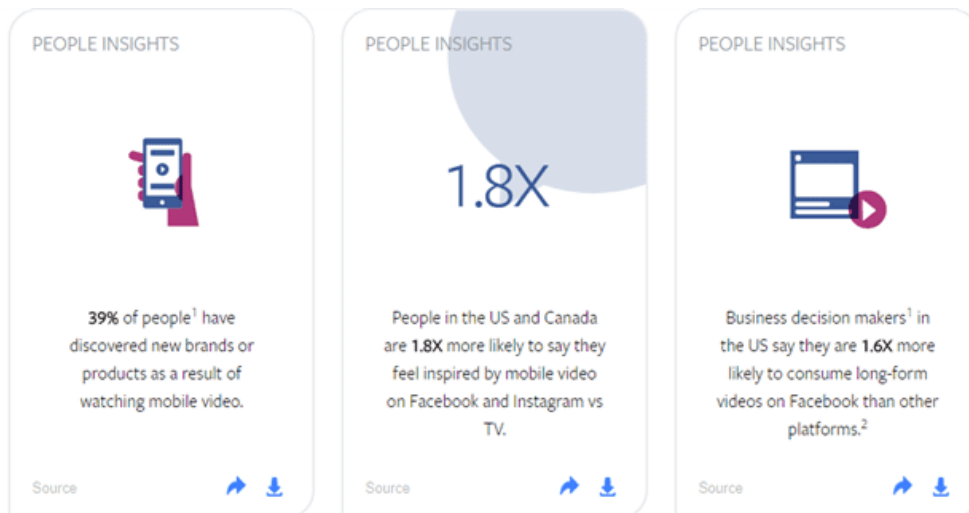 PEOPLE INSIGHTS
39% of people¹ have
discovered new brands or
products as a result of
watching mobile video.
Source
PEOPLE INSIGHTS
1.8X
People in the US and Canada
are 1.8X more likely to say they
feel inspired by mobile video
on Facebook and Instagram vs
TV.
Source
PEOPLE INSIGHTS
Business decision makers¹ in
the US say they are 1.6X more
likely to consume long-form
videos on Facebook than other
platforms.²
Source